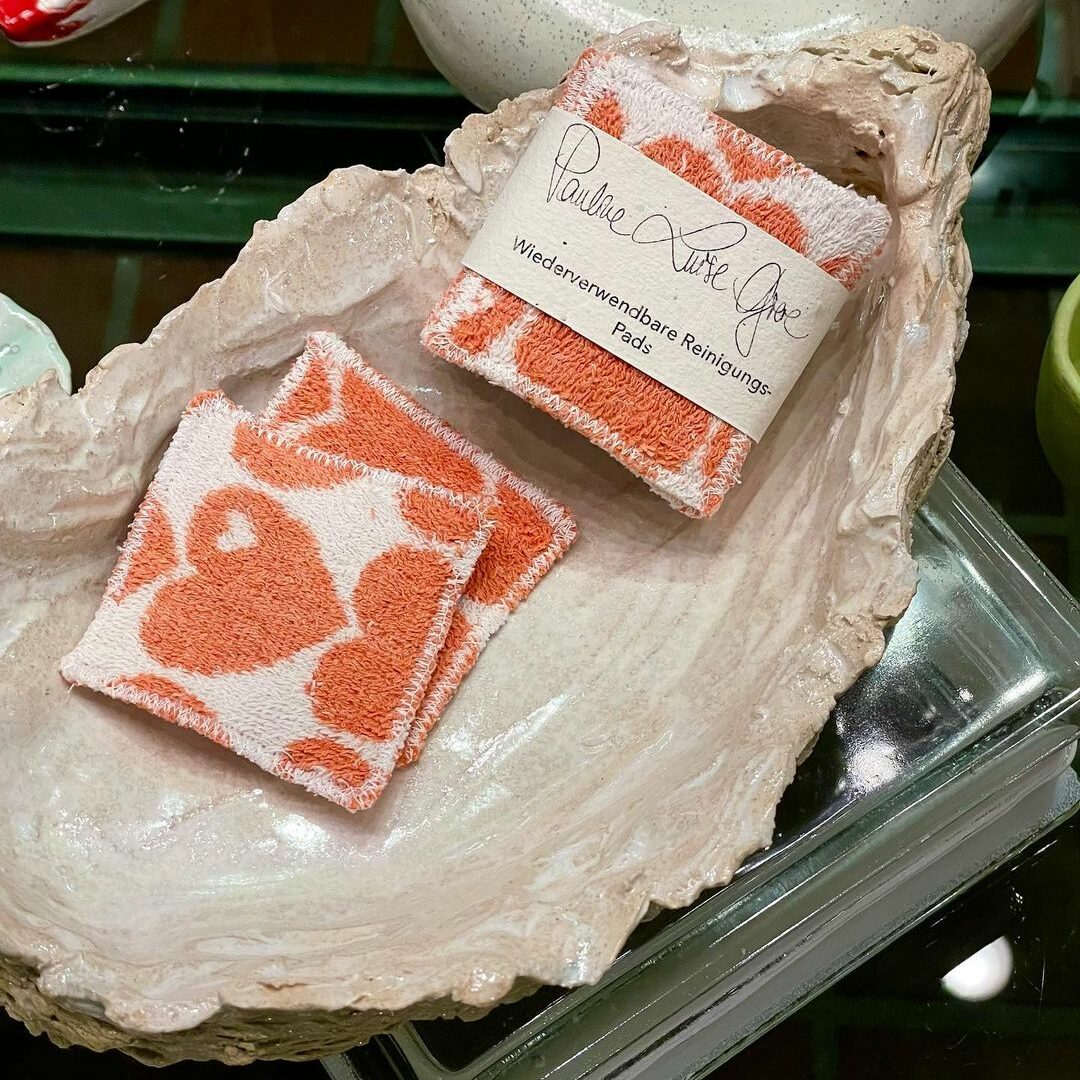 Pauline Luise
Wiederverwendbare Reinigungs-
Pads